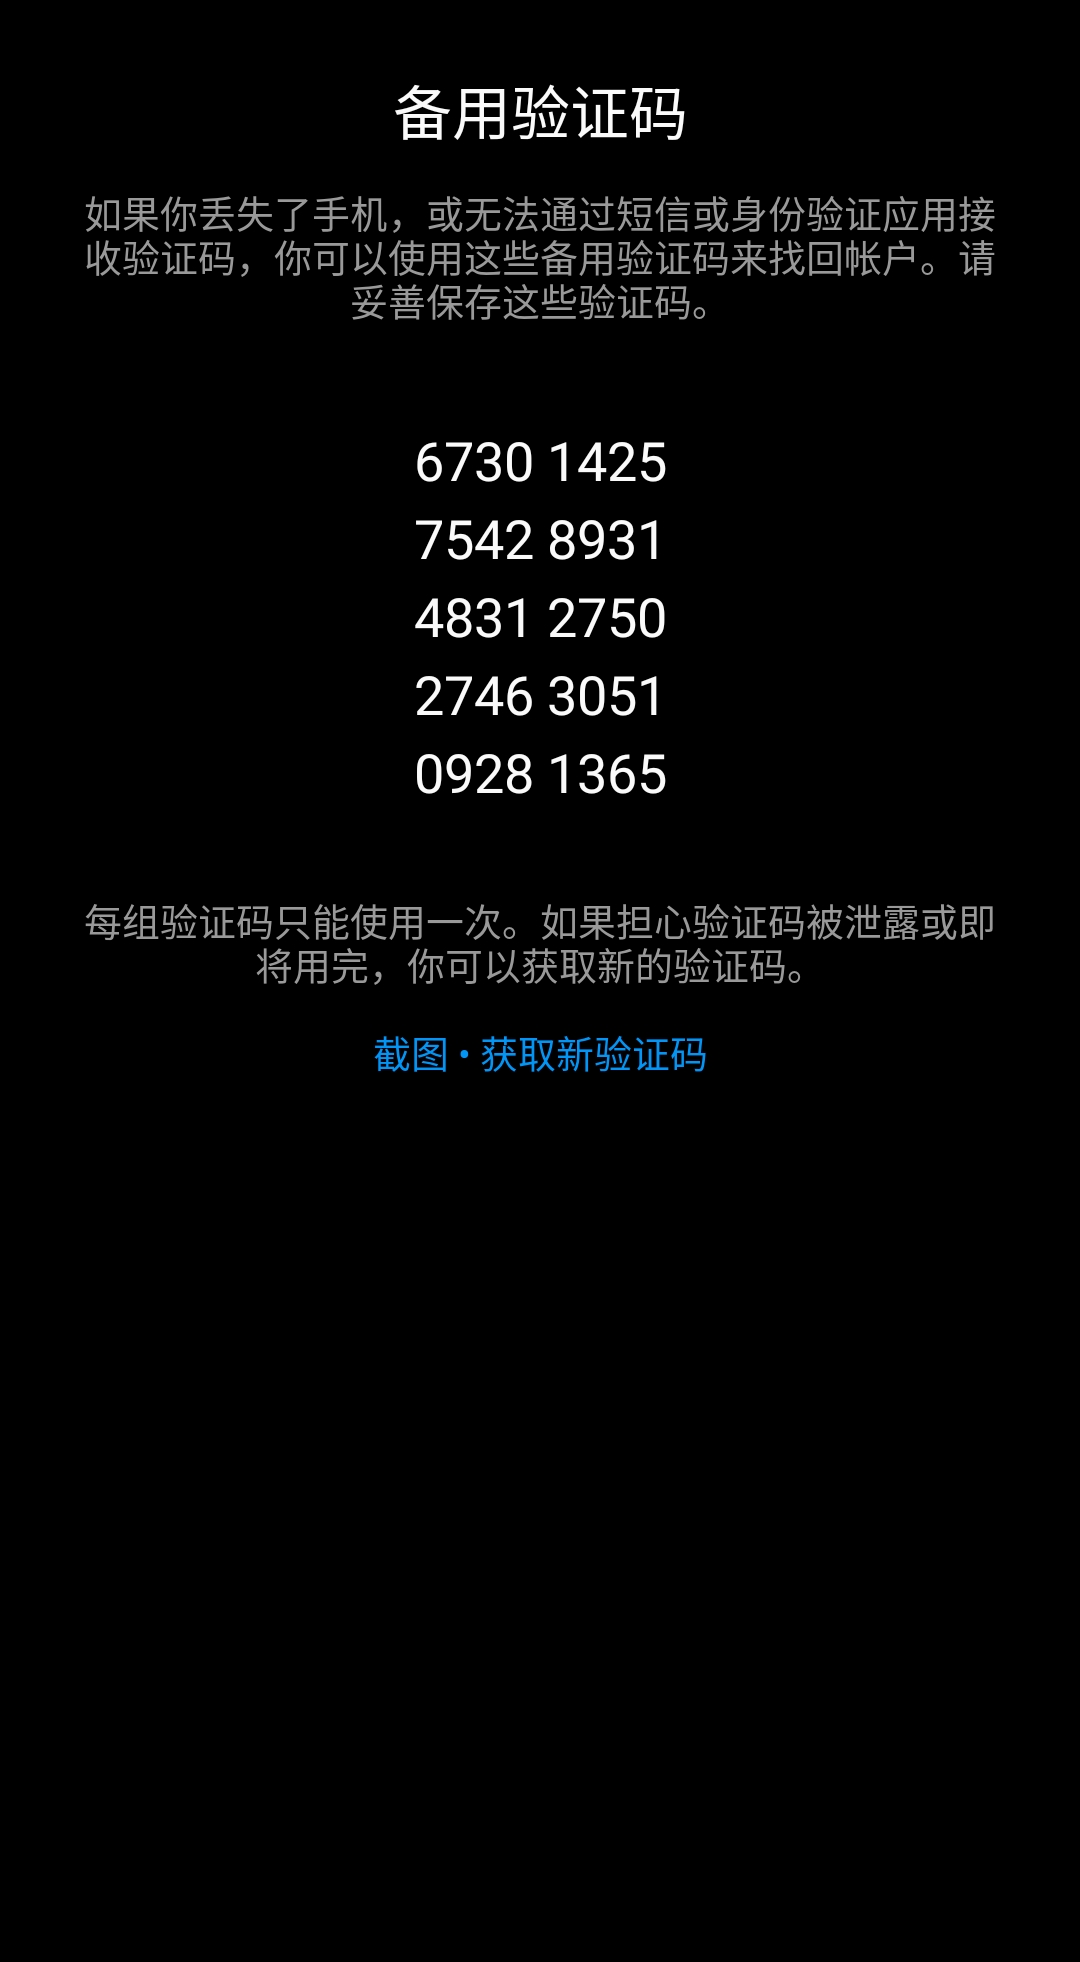 备用验证码
如果你丢失了手机，或无法通过短信或身份验证应用接
收验证码，你可以使用这些备用验证码来找回帐户。请
妥善保存这些验证码。
6730 1425
7542 8931
4831 2750
2746 3051
0928 1365
每组验证码只能使用一次。如果担心验证码被泄露或即
将用完，你可以获取新的验证码。
截图 • 获取新验证码